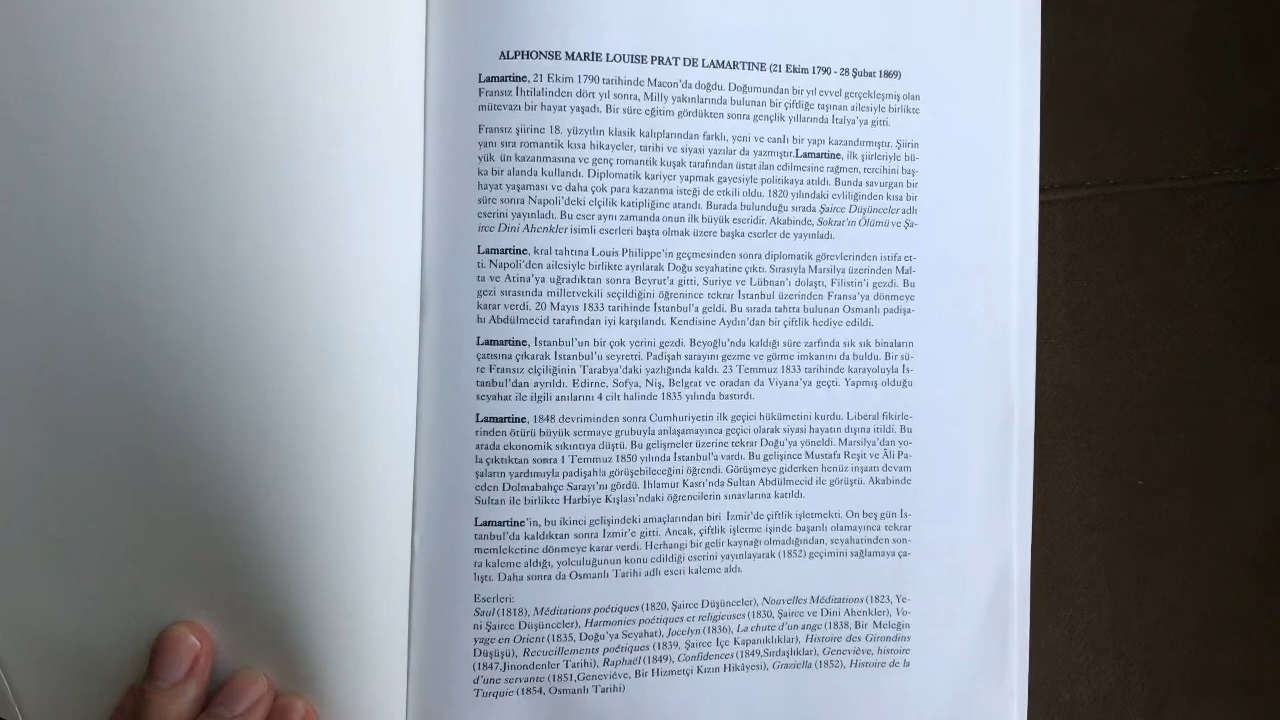 ALPHONSE MARİE LOUISE PRAT DE LAMARTINE (21 Ekim 1790 - 28 Şubat 1869)
Lamartine, 21 Ekim 1790 tarihinde Macon'da doğdu. Doğumundan bir yıl evvel gerçekleşmiş olan
Fransız İhtilalinden dört yıl sonra, Milly yakınlarında bulunan bir çiftliğe taşınan ailesiyle birlikte
mütevazı bir hayat yaşadı. Bir süre eğitim gördükten sonra gençlik yıllarında İtalya'ya gitti.
Fransız şiirine 18. yüzyılın klasik kalıplarından farklı, yeni ve canlı bir yapı kazandırmıştır. Şiirin
yanı sıra romantik kısa hikayeler, tarihi ve siyasi yazılar da yazmıştır.Lamartine, ilk şiirleriyle bü-
yük ün kazanmasına ve genç romantik kuşak tarafından üstat ilan edilmesine rağmen, tercihini baş-
ka bir alanda kullandı. Diplomatik kariyer yapmak gayesiyle politikaya atıldı. Bunda savurgan bir
hayat yaşaması ve daha çok para kazanma isteği de etkili oldu. 1820 yılındaki evliliğinden kısa bir
süre sonra Napoli'deki elçilik katipliğine atandı. Burada bulunduğu sırada Şairce Düşünceler adlı
eserini yayınladı. Bu eser aynı zamanda onun ilk büyük eseridir. Akabinde, Sokrat'ın Ölümü ve Şa-
irce Dini Ahenkler isimli eserleri başta olmak üzere başka eserler de yayınladı.
Lamartine, kral tahtına Louis Philippe'in geçmesinden sonra diplomatik görevlerinden istifa et-
ti. Napoli'den ailesiyle birlikte ayrılarak Doğu seyahatine çıktı. Sırasıyla Marsilya üzerinden Mal-
ta ve Atina'ya uğradıktan sonra Beyrut'a gitti, Suriye ve Lübnan'ı dolaştı, Filistin'i gezdi. Bu
gezi sırasında milletvekili seçildiğini öğrenince tekrar İstanbul üzerinden Fransa'ya dönmeye
karar verdi. 20 Mayıs 1833 tarihinde İstanbul'a geldi. Bu sırada tahtta bulunan Osmanlı padişa-
hı Abdülmecid tarafından iyi karşılandı. Kendisine Aydın'dan bir çiftlik hediye edildi.
Lamartine, İstanbul'un bir çok yerini gezdi. Beyoğlu'nda kaldığı süre zarfında sık sık binaların
çatısına çıkarak İstanbul'u seyretti. Padişah sarayını gezme ve görme imkanını da buldu. Bir sü-
re Fransız elçiliğinin Tarabya'daki yazlığında kaldı. 23 Temmuz 1833 tarihinde karayoluyla İs-
tanbul'dan ayrıldı. Edirne, Sofya, Niş, Belgrat ve oradan da Viyana'ya geçti. Yapmış olduğu
seyahat ile ilgili anılarını 4 cilt halinde 1835 yılında bastırdı.
Lamartine, 1848 devriminden sonra Cumhuriyetin ilk geçici hükümetini kurdu. Liberal fikirle-
rinden ötürü büyük sermaye grubuyla anlaşamayınca geçici olarak siyasi hayatın dışına itildi. Bu
arada ekonomik sıkıntıya düştü. Bu gelişmeler üzerine tekrar Doğu'ya yöneldi. Marsilya'dan yo-
la çıktıktan sonra 1 Temmuz 1850 yılında İstanbul'a vardı. Bu gelişince Mustafa Reşit ve Âli Pa-
şaların yardımıyla padişahla görüşebileceğini öğrendi. Görüşmeye giderken henüz inşaatı devam
eden Dolmabahçe Sarayı'nı gördü. Ihlamur Kasrı'nda Sultan Abdülmecid ile görüştü. Akabinde
Sultan ile birlikte Harbiye Kışlası'ndaki öğrencilerin sınavlarına katıldı.
Lamartine'in, bu ikinci gelişindeki amaçlarından biri İzmir'de çiftlik işletmekti. On beş gün İs-
tanbul'da kaldıktan sonra İzmir'e gitti. Ancak, çiftlik işletme işinde başarılı olamayınca tekrar
memleketine dönmeye karar verdi. Herhangi bir gelir kaynağı olmadığından, seyahatinden son-
ra kaleme aldığı, yolculuğunun konu edildiği eserini yayınlayarak (1852) geçimini sağlamaya ça-
lıştı. Daha sonra da Osmanlı Tarihi adlı eseri kaleme aldı.
Eserleri:
Saul (1818), Méditations poétiques (1820, Şairce Düşünceler), Nouvelles Méditations (1823, Ye-
ni Şairce Düşünceler), Harmonies poétiques et religieuses (1830, Şairce ve Dini Ahenkler), Vo-
yage en Orient (1835, Doğu'ya Seyahat), Jocelyn (1836), La chute d'un ange (1838, Bir Meleğin
Düşüşü), Recueillements poétiques (1839, Şairce İçe Kapanıklıklar), Histoire des Girondins
(1847,Jirondenler Tarihi), Raphaël (1849), Confidences (1849,Sırdaşlıklar), Geneviève, histoire
d'une servante (1851,Geneviéve, Bir Hizmetçi Kızın Hikâyesi), Graziella (1852), Histoire de la
Turquie (1854, Osmanlı Tarihi)